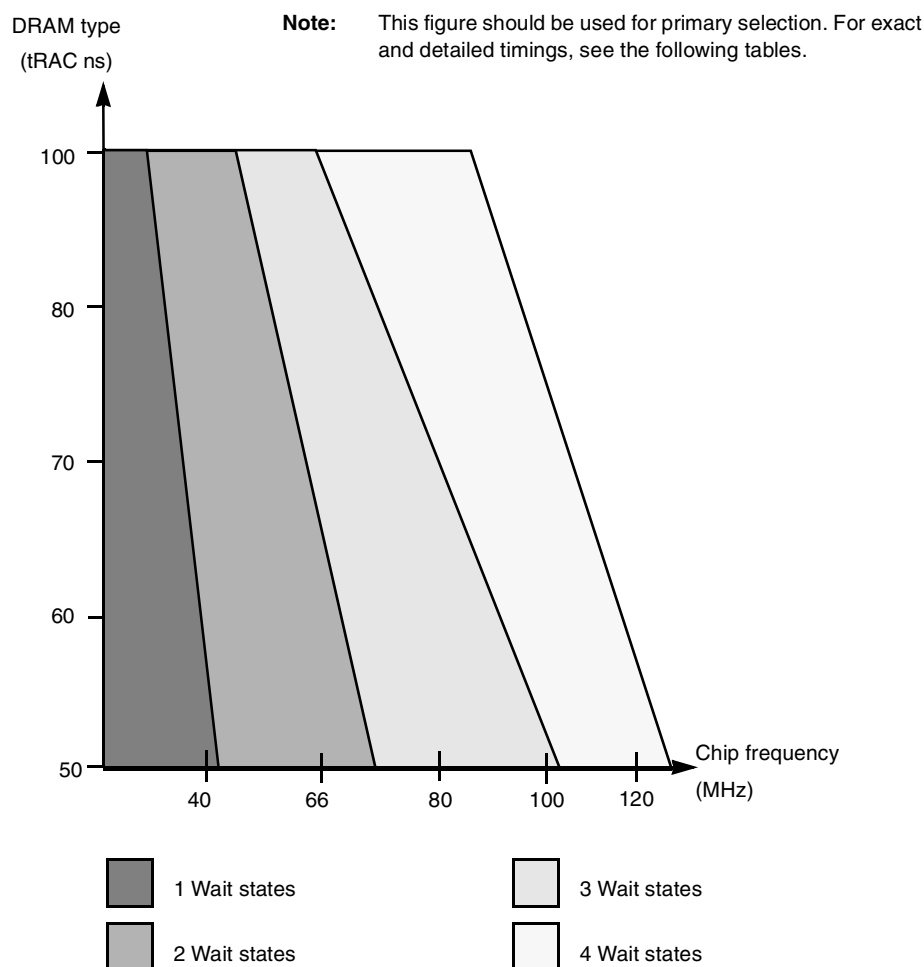 DRAM type
(tRAC ns)
Note: This figure should be used for primary selection. For exact
and detailed timings, see the following tables.
100
80
70
60
50
40 66 80 100 120
Chip frequency
(MHz)
1 Wait states
3 Wait states
2 Wait states
4 Wait states